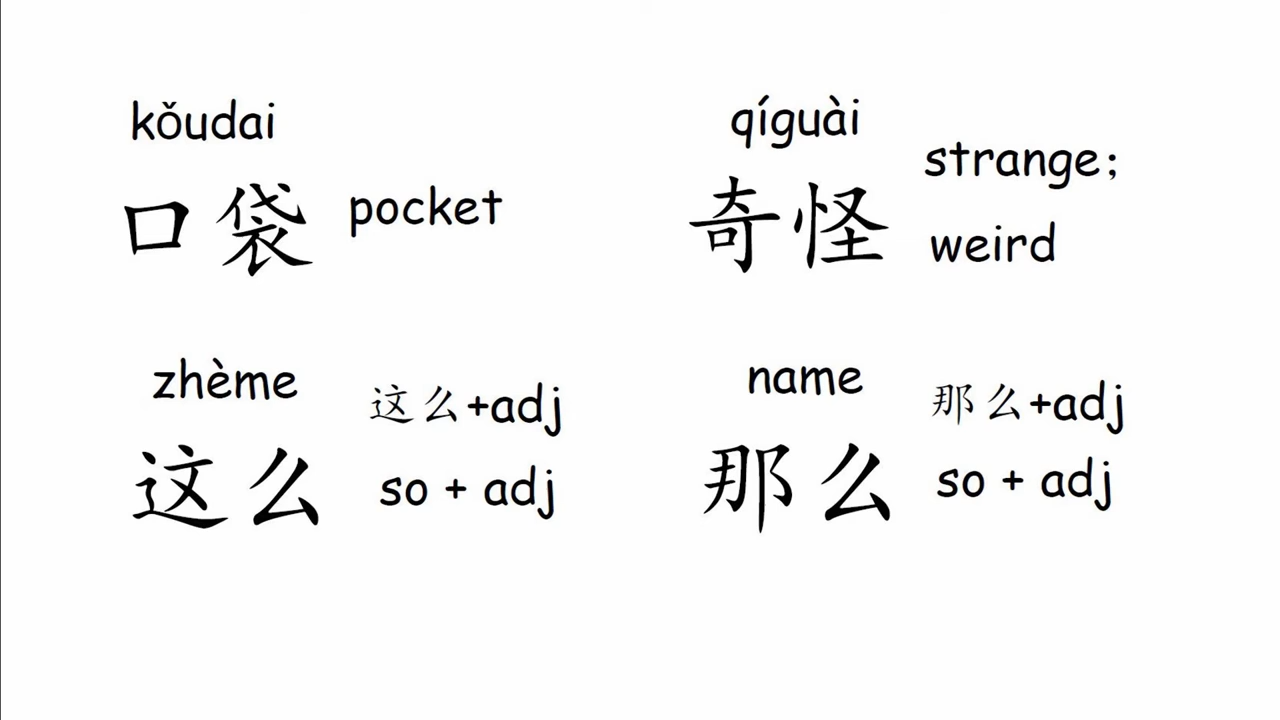 kǒudai
口袋
pocket
qíguài
奇怪
strange;
weird
zhème
这么
这么+adj
so + adj
name
那么
那么+adj
so + adj